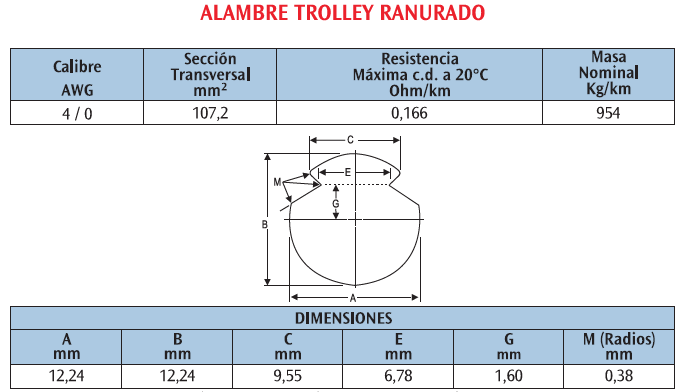 ALAMBRE TROLLEY RANURADO
Calibre
AWG
Sección
Transversal
mm2
Resistencia
Máxima c.d. a 20°C
Ohm/km
Masa
Nominal
Kg/km
4 / 0
107,2
0,166
954
C
E
M
G
B
A
DIMENSIONES
A
mm
B
mm
C
mm
E
mm
G
mm
M (Radios)
mm
12,24
12,24
9,55
6,78
1,60
0,38